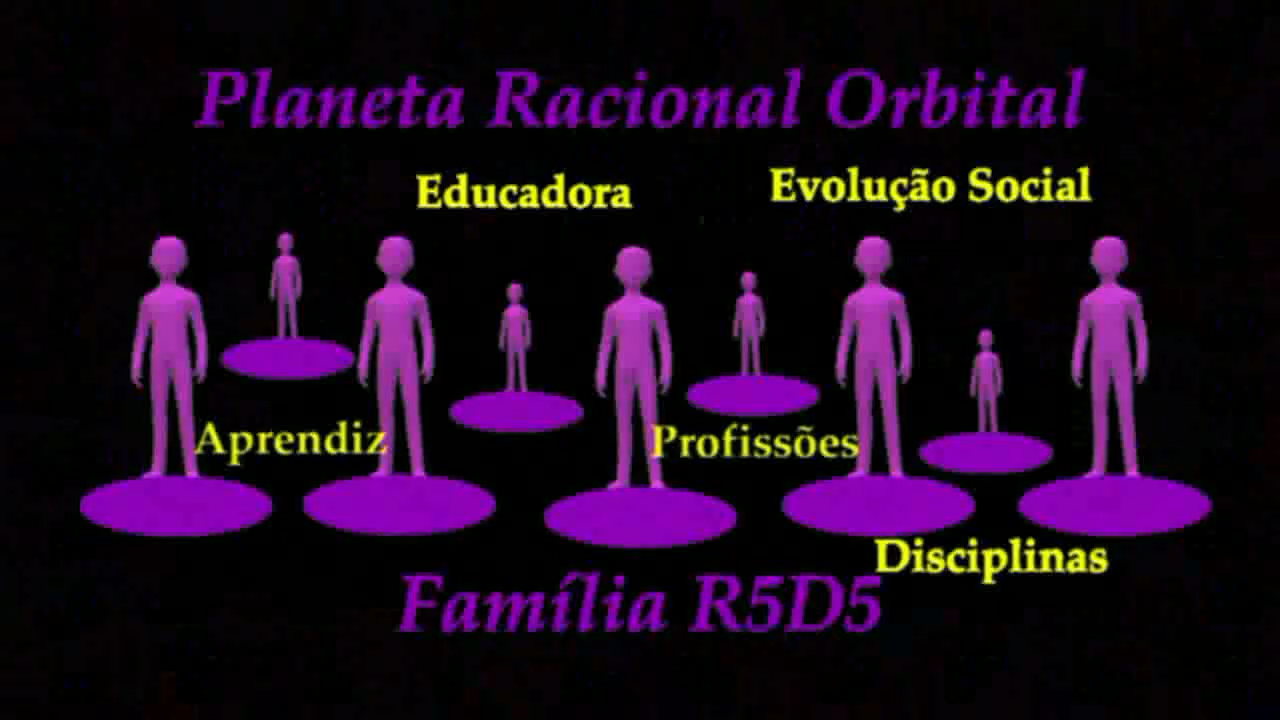 Planeta Racional Orbital
Educadora
Evolução Social
Aprendiz
Profissões
Disciplinas
Família R5D5